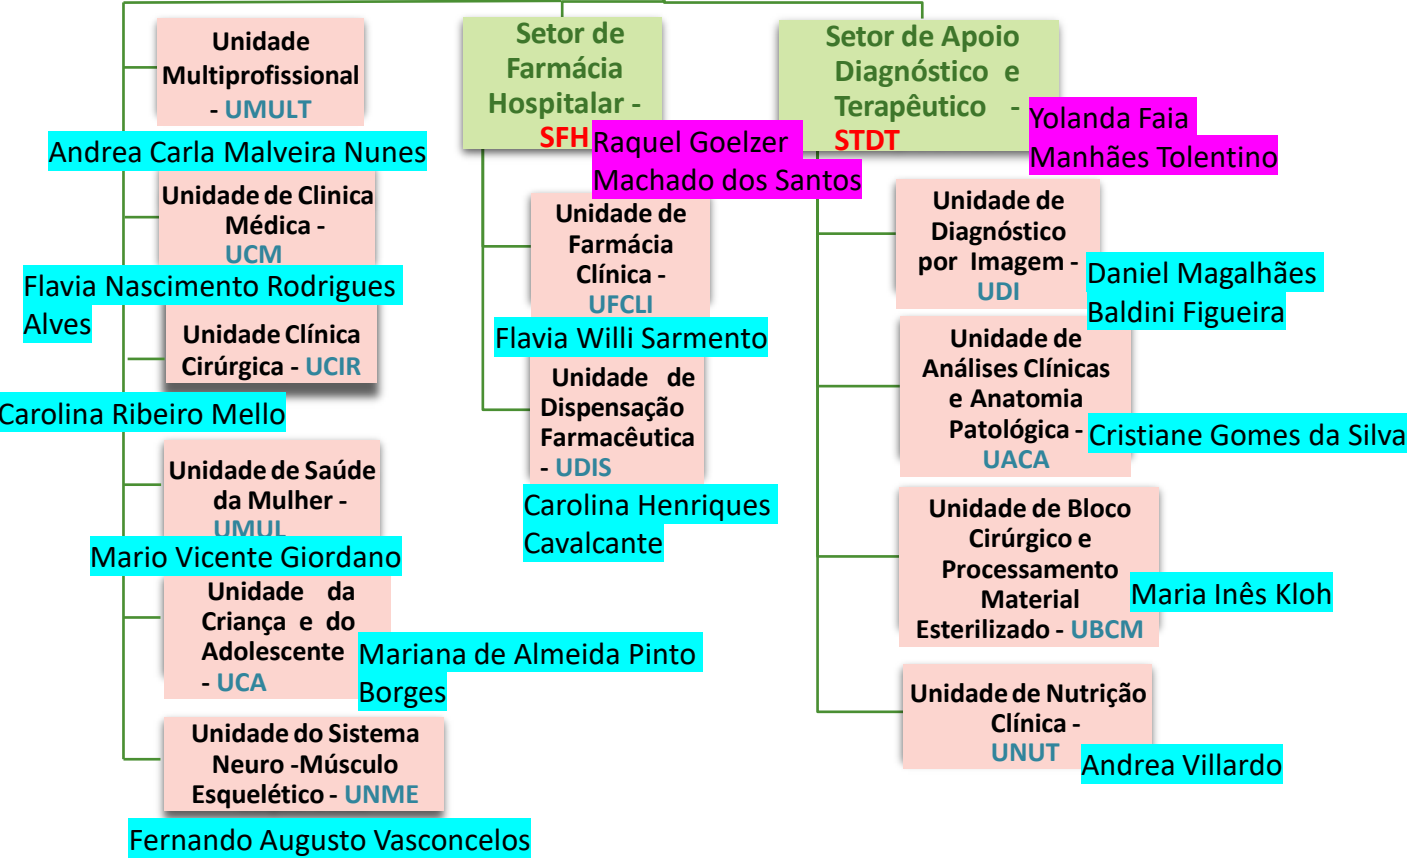 Unidade
Multiprofissional
- UMULT
Andrea Carla Malveira Nunes
Unidade de Clinica
Médica -
UCM
Flavia Nascimento Rodrigues
Alves
Unidade Clínica
Cirúrgica - UCIR
Carolina Ribeiro Mello
Unidade de Saúde
da Mulher -
UMUL
Mario Vicente Giordano
Unidade da
Criança e do
Adolescente
- UCA
Mariana de Almeida Pinto
Borges
Unidade do Sistema
Neuro -Músculo
Esquelético - UNME
Fernando Augusto Vasconcelos
Setor de
Farmácia
Hospitalar -
SFH
Raquel Goelzer
Machado dos Santos
Unidade de
Farmácia
Clínica -
UFCLI
Flavia Willi Sarmento
Unidade de
Dispensação
Farmacêutica
- UDIS
Carolina Henriques
Cavalcante
Setor de Apoio
Diagnóstico e
Terapêutico -
STDT
Yolanda Faia
Manhães Tolentino
Unidade de
Diagnóstico
por Imagem -
UDI
Daniel Magalhães
Baldini Figueira
Unidade de
Análises Clínicas
e Anatomia
Patológica -
UACA
Cristiane Gomes da Silva
Unidade de Bloco
Cirúrgico e
Processamento
Material
Esterilizado - UBCM
Maria Inês Kloh
Unidade de Nutrição
Clínica -
UNUT
Andrea Villardo